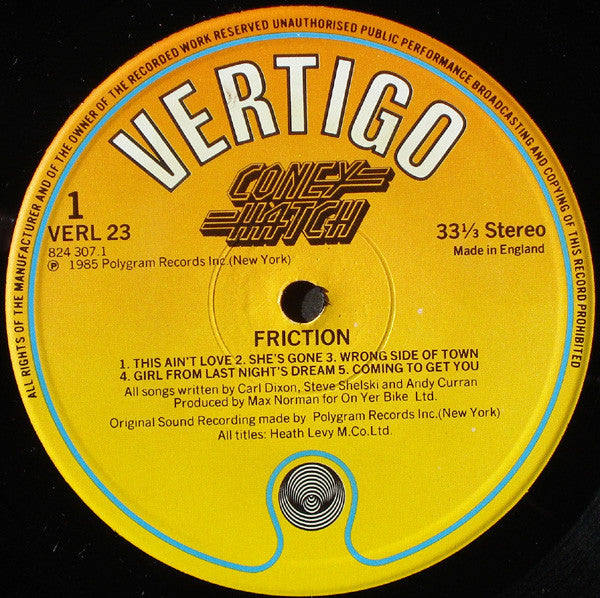 ALL RIGHTS OF THE MANUFACTURER AND OF THE OWNER OF THE RECORDED WORK RESERVED UNAUTHORISED PUBLIC PERFORMANCE BROADCASTING AND COPYING OF THIS RECORD PROHIBITED
VERTIGO
CONEY
HATCH
1
VERL 23
824 307.1
℗ 1985 Polygram Records Inc.(New York)
33⅓ Stereo
Made in England
FRICTION
1. THIS AIN'T LOVE 2. SHE'S GONE 3. WRONG SIDE OF TOWN
4. GIRL FROM LAST NIGHT'S DREAM 5. COMING TO GET YOU
All songs written by Carl Dixon, Steve Shelski and Andy Curran
Produced by Max Norman for On Yer Bike Ltd.
Original Sound Recording made by Polygram Records Inc.(New York)
All titles: Heath Levy M.Co.Ltd.